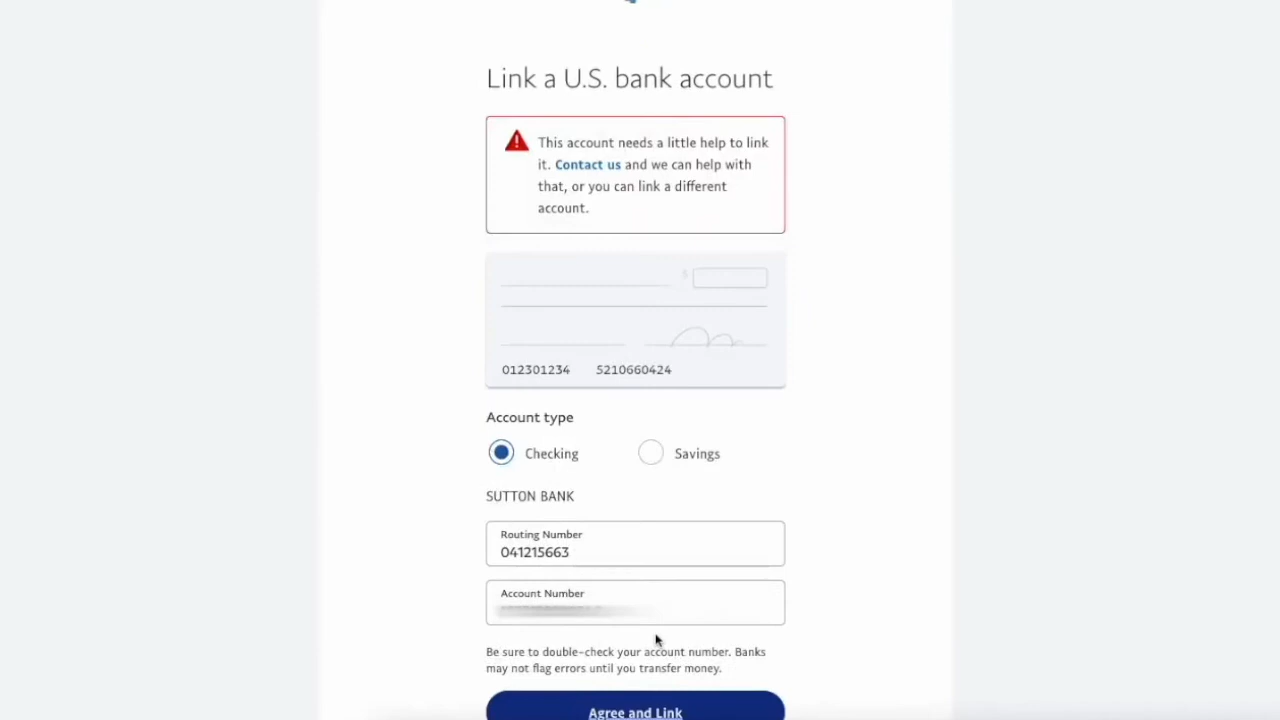 Link a U.S. bank account
This account needs a little help to link
it. Contact us and we can help with
that, or you can link a different
account.
$
012301234 5210660424
Account type
Checking Savings
SUTTON BANK
Routing Number
041215663
Account Number
Be sure to double-check your account number. Banks
may not flag errors until you transfer money.
Agree and Link